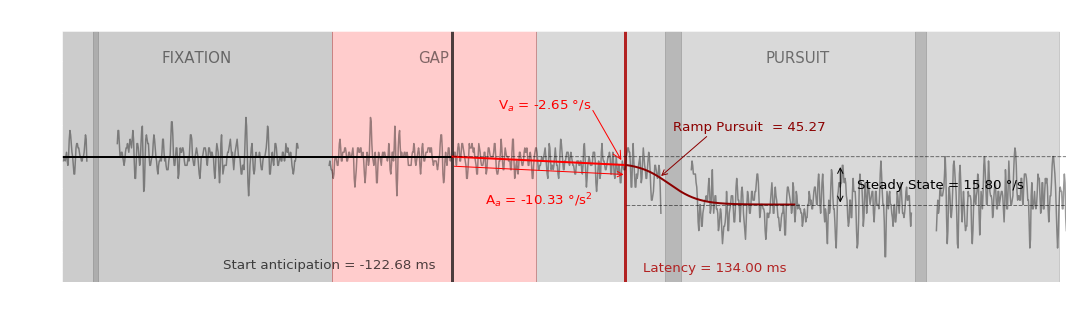 FIXATION
GAP
PURSUIT
Vₐ = -2.65 °/s
Ramp Pursuit  = 45.27
Steady State = 15.80 °/s
Aₐ = -10.33 °/s²
Start anticipation = -122.68 ms
Latency = 134.00 ms